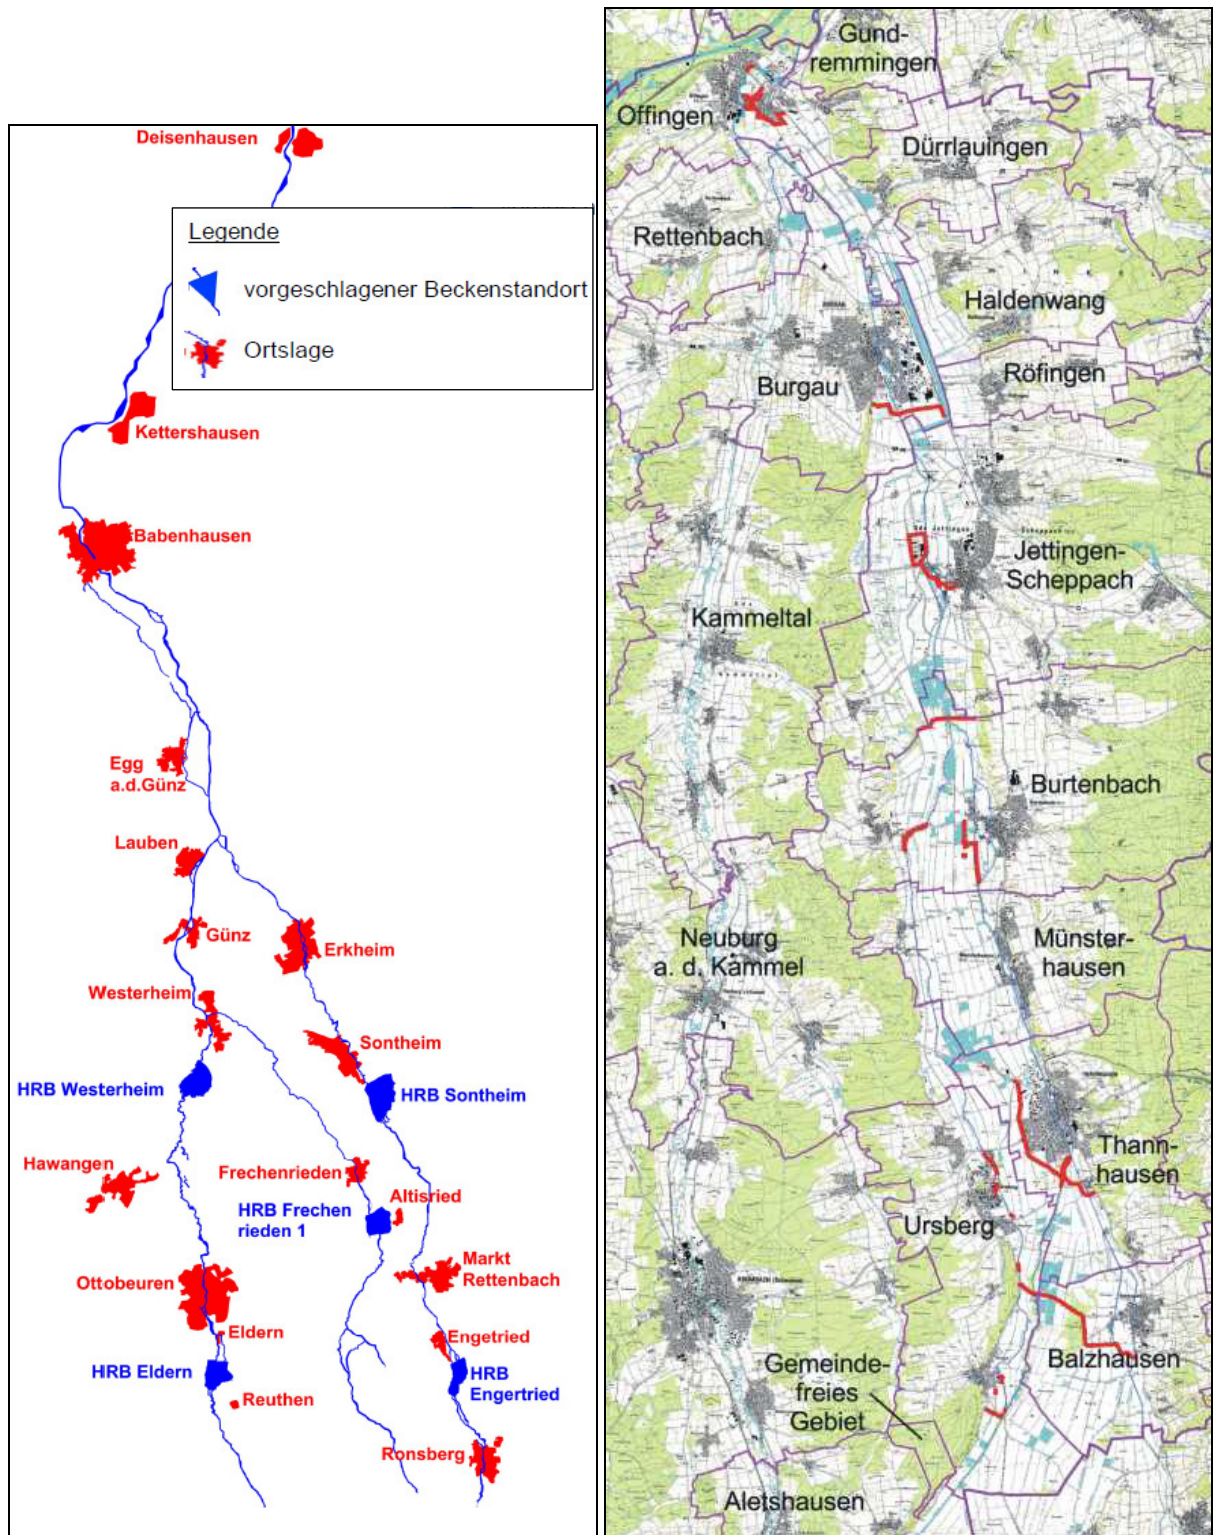 Deisenhausen
Legende
vorgeschlagener Beckenstandort
Ortslage
Kettershausen
Babenhausen
Egg
a.d.Günz
Lauben
Günz
Erkheim
Westerheim
Sontheim
HRB Westerheim
HRB Sontheim
Hawangen
Frechenrieden
Altisried
HRB Frechen
rieden 1
Markt
Rettenbach
Ottobeuren
Eldern
Engetried
HRB Eldern
HRB
Engertried
Reuthen
Ronsberg
Gund-
remmingen
Offingen
Dürrlauingen
Rettenbach
Haldenwang
Röfingen
Burgau
Jettingen-
Scheppach
Kammeltal
Burtenbach
Neuburg
a. d. Kammel
Münster-
hausen
Thann-
hausen
Ursberg
Balzhausen
Gemeinde-
freies
Gebiet
Aletshausen